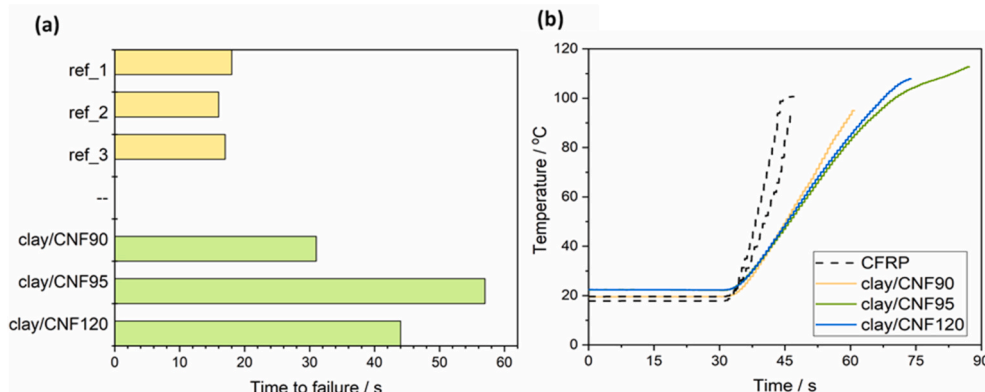 (a)
ref_1
ref_2
ref_3
--
clay/CNF90
clay/CNF95
clay/CNF120
0 10 20 30 40 50 60
Time to failure / s
(b)
120
100
80
60
40
20
0
Temperature / ºC
CFRP
clay/CNF90
clay/CNF95
clay/CNF120
0 15 30 45 60 75 90
Time / s